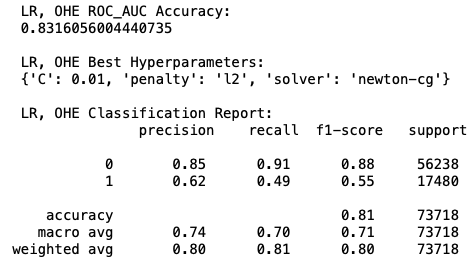 LR, OHE ROC_AUC Accuracy:
0.8316056004440735
LR, OHE Best Hyperparameters:
{'C': 0.01, 'penalty': 'l2', 'solver': 'newton-cg'}
LR, OHE Classification Report:
precision recall f1-score support
0 0.85 0.91 0.88 56238
1 0.62 0.49 0.55 17480
accuracy 0.81 73718
macro avg 0.74 0.70 0.71 73718
weighted avg 0.80 0.81 0.80 73718